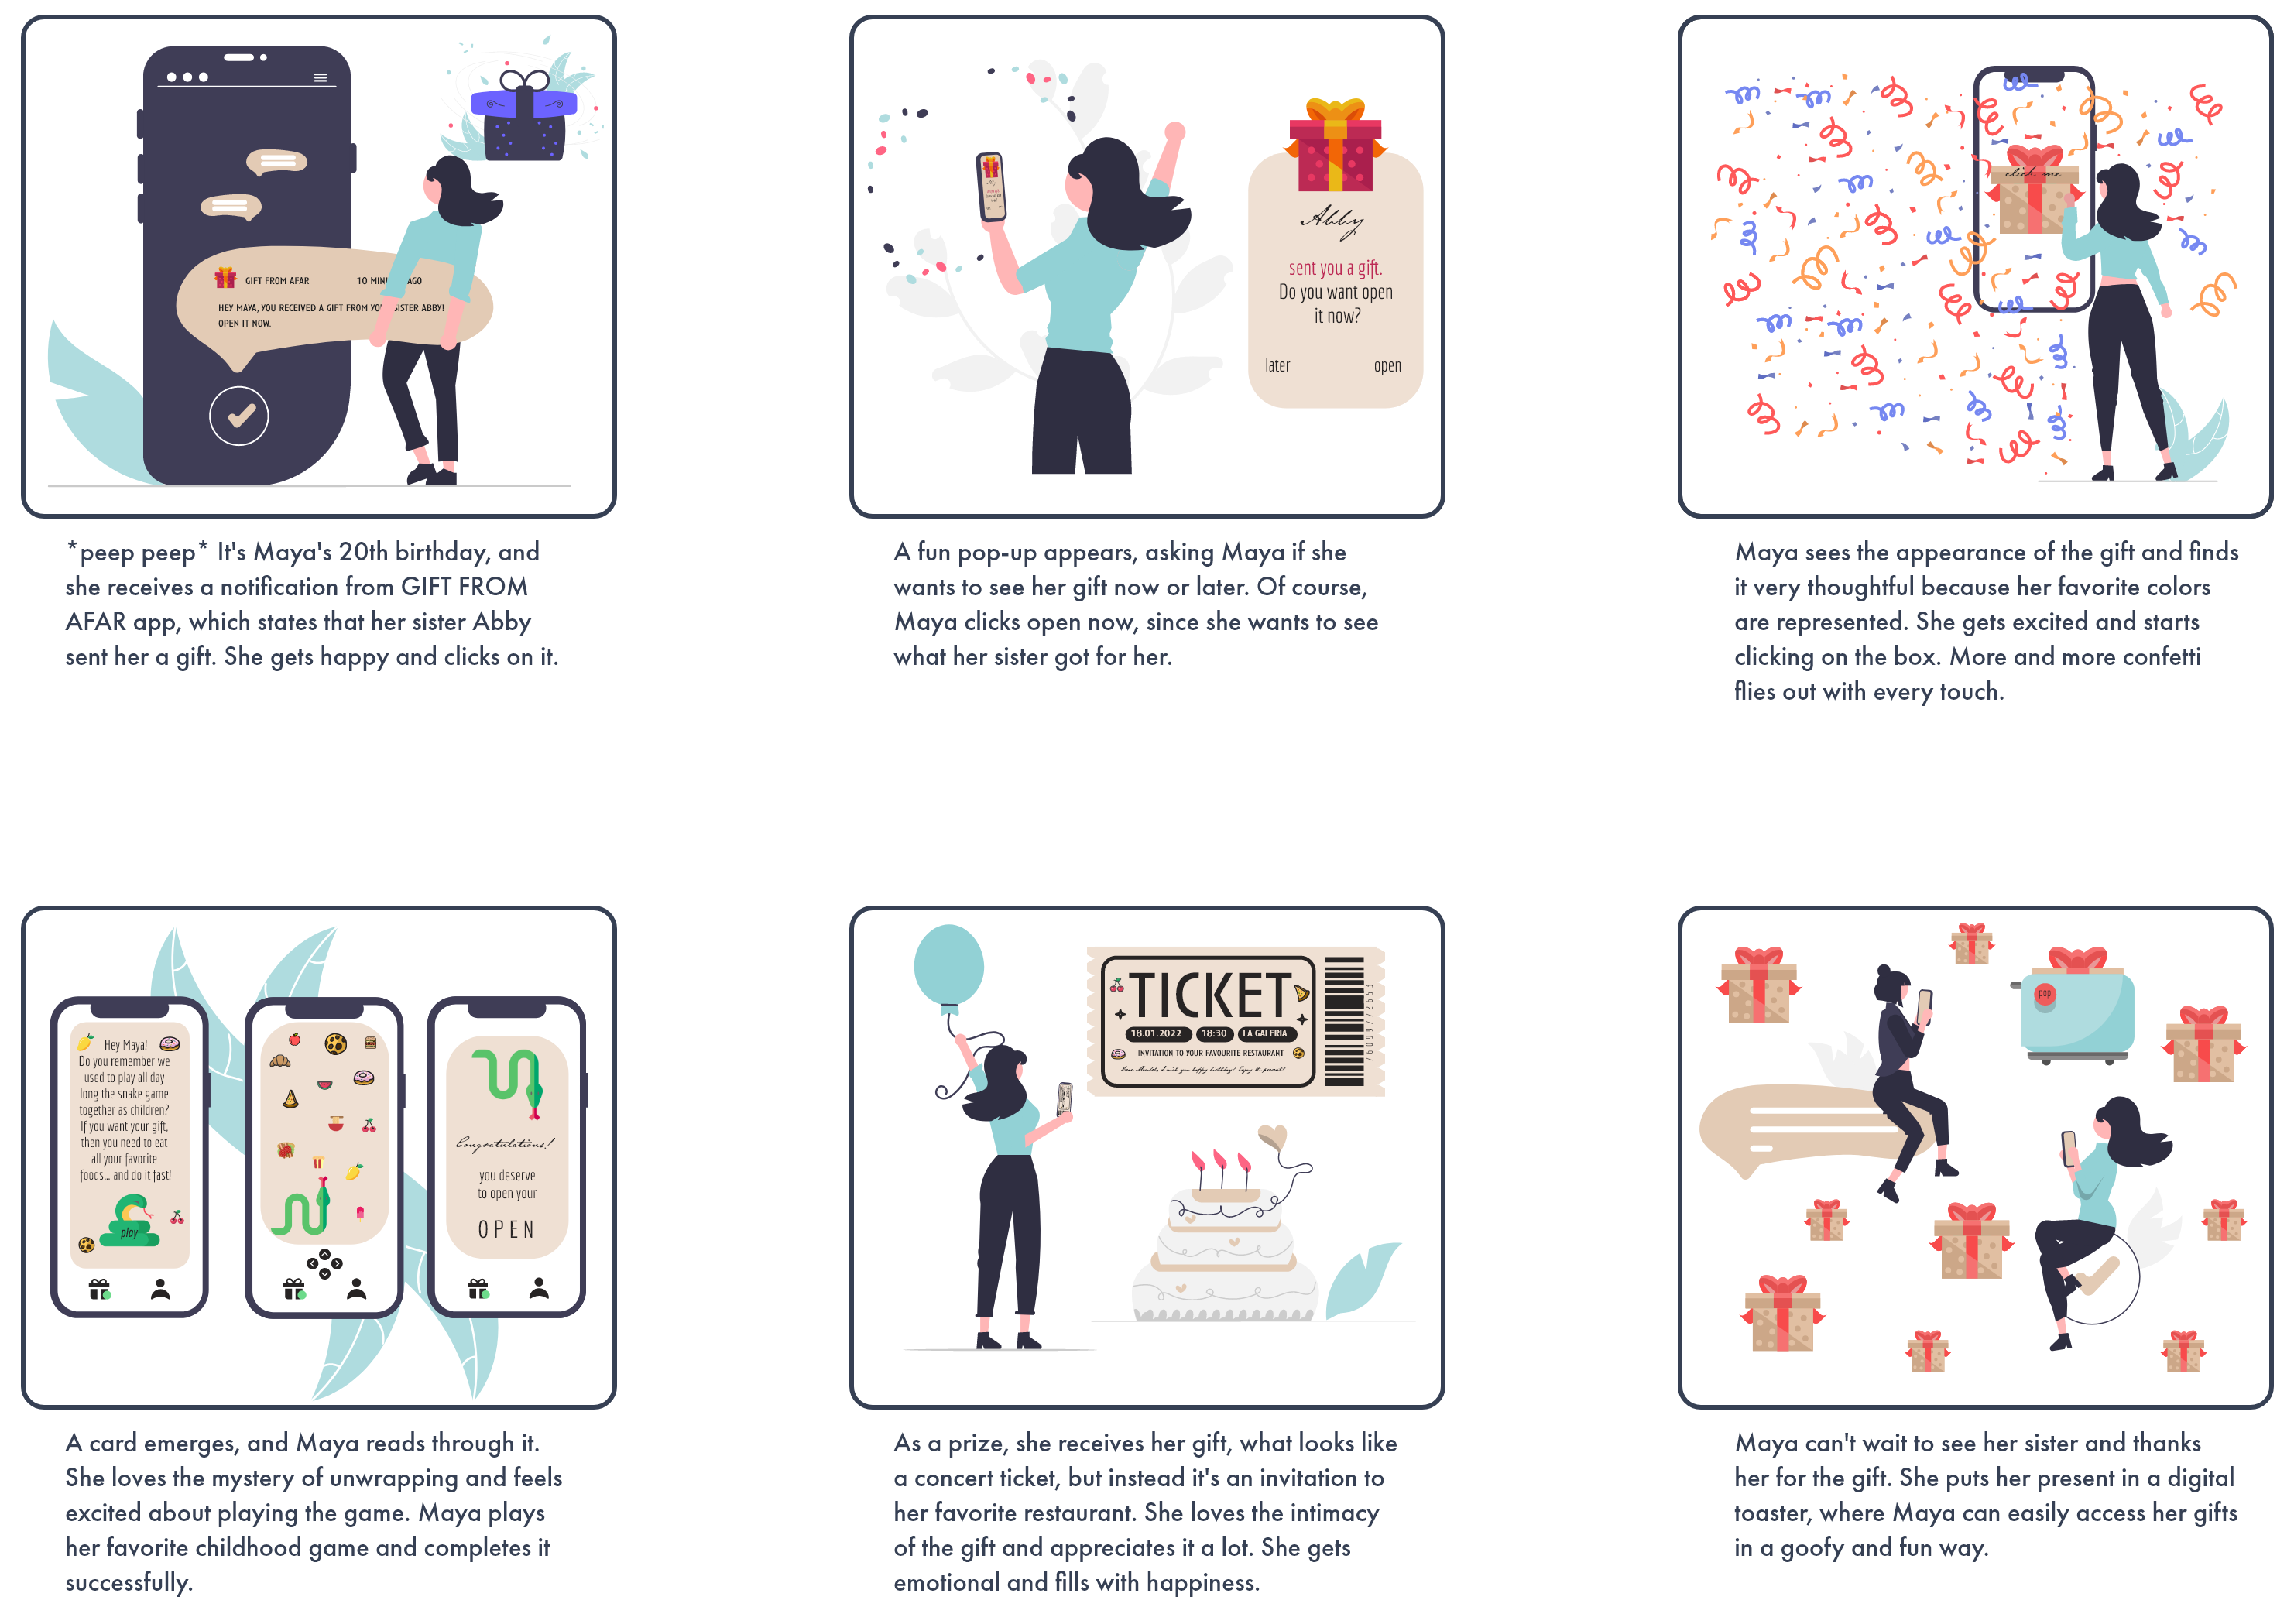 GIFT FROM AFAR
10 MIN AGO
HEY MAYA, YOU RECEIVED A GIFT FROM YO SISTER ABBY!
OPEN IT NOW.
*peep peep* It's Maya's 20th birthday, and
she receives a notification from GIFT FROM
AFAR app, which states that her sister Abby
sent her a gift. She gets happy and clicks on it.
Abby
sent you a gift.
Do you want open
it now?
later
open
A fun pop-up appears, asking Maya if she
wants to see her gift now or later. Of course,
Maya clicks open now, since she wants to see
what her sister got for her.
click me
Maya sees the appearance of the gift and finds
it very thoughtful because her favorite colors
are represented. She gets excited and starts
clicking on the box. More and more confetti
flies out with every touch.
Hey Maya!
Do you remember we
used to play all day
long the snake game
together as children?
If you want your gift,
then you need to eat
all your favorite
foods... and do it fast!
play
Congratulations!
you deserve
to open your
OPEN
A card emerges, and Maya reads through it.
She loves the mystery of unwrapping and feels
excited about playing the game. Maya plays
her favorite childhood game and completes it
successfully.
TICKET
18.01.2022
18:30
LA GALERIA
INVITATION TO YOUR FAVOURITE RESTAURANT
I wish you happy birthday! Enjoy the present!
As a prize, she receives her gift, what looks like
a concert ticket, but instead it's an invitation to
her favorite restaurant. She loves the intimacy
of the gift and appreciates it a lot. She gets
emotional and fills with happiness.
pop
Maya can't wait to see her sister and thanks
her for the gift. She puts her present in a digital
toaster, where Maya can easily access her gifts
in a goofy and fun way.